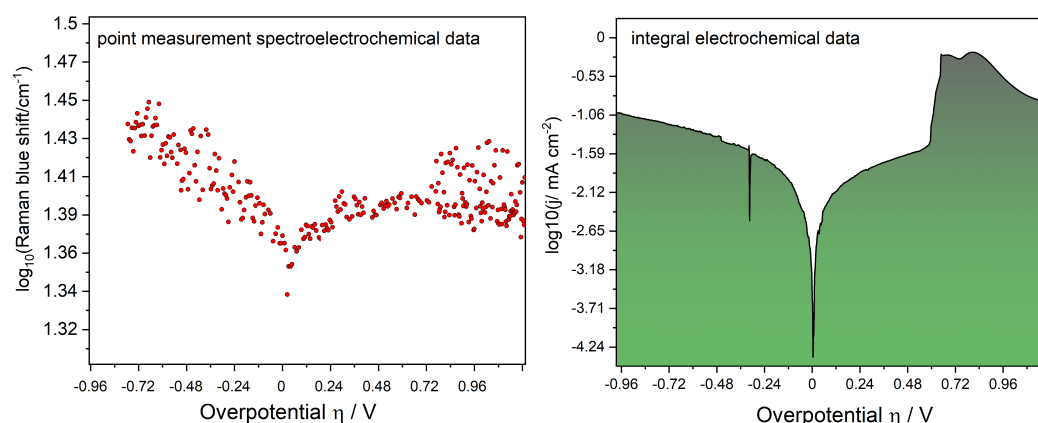 point measurement spectroelectrochemical data
log₁₀(Raman blue shift/cm⁻¹)
1.5
1.47
1.45
1.43
1.41
1.39
1.36
1.34
1.32
-0.96 -0.72 -0.48 -0.24 0 0.24 0.48 0.72 0.96
Overpotential η / V
integral electrochemical data
log10(j/ mA cm⁻²)
0
-0.53
-1.06
-1.59
-2.12
-2.65
-3.18
-3.71
-4.24
-0.96 -0.72 -0.48 -0.24 0 0.24 0.48 0.72 0.96
Overpotential η / V